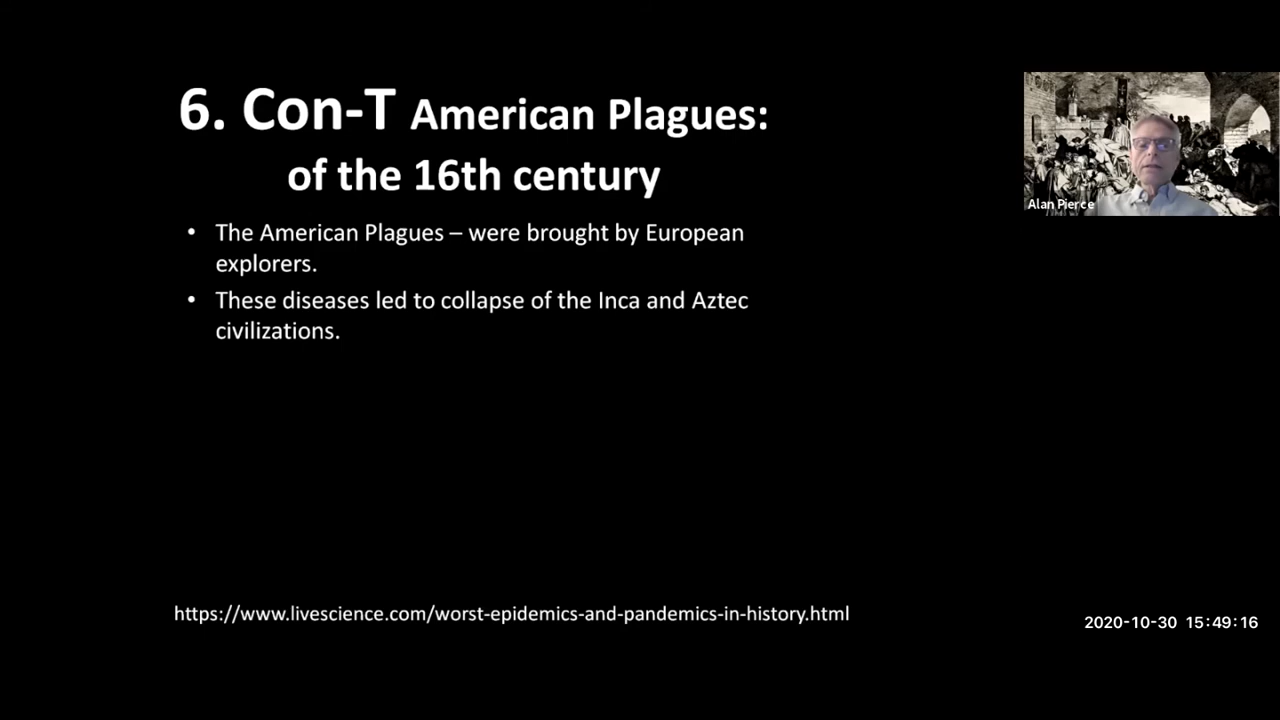 6. Con-T American Plagues:
of the 16th century
• The American Plagues – were brought by European
explorers.
• These diseases led to collapse of the Inca and Aztec
civilizations.
https://www.livescience.com/worst-epidemics-and-pandemics-in-history.html
Alan Pierce
2020-10-30 15:49:16